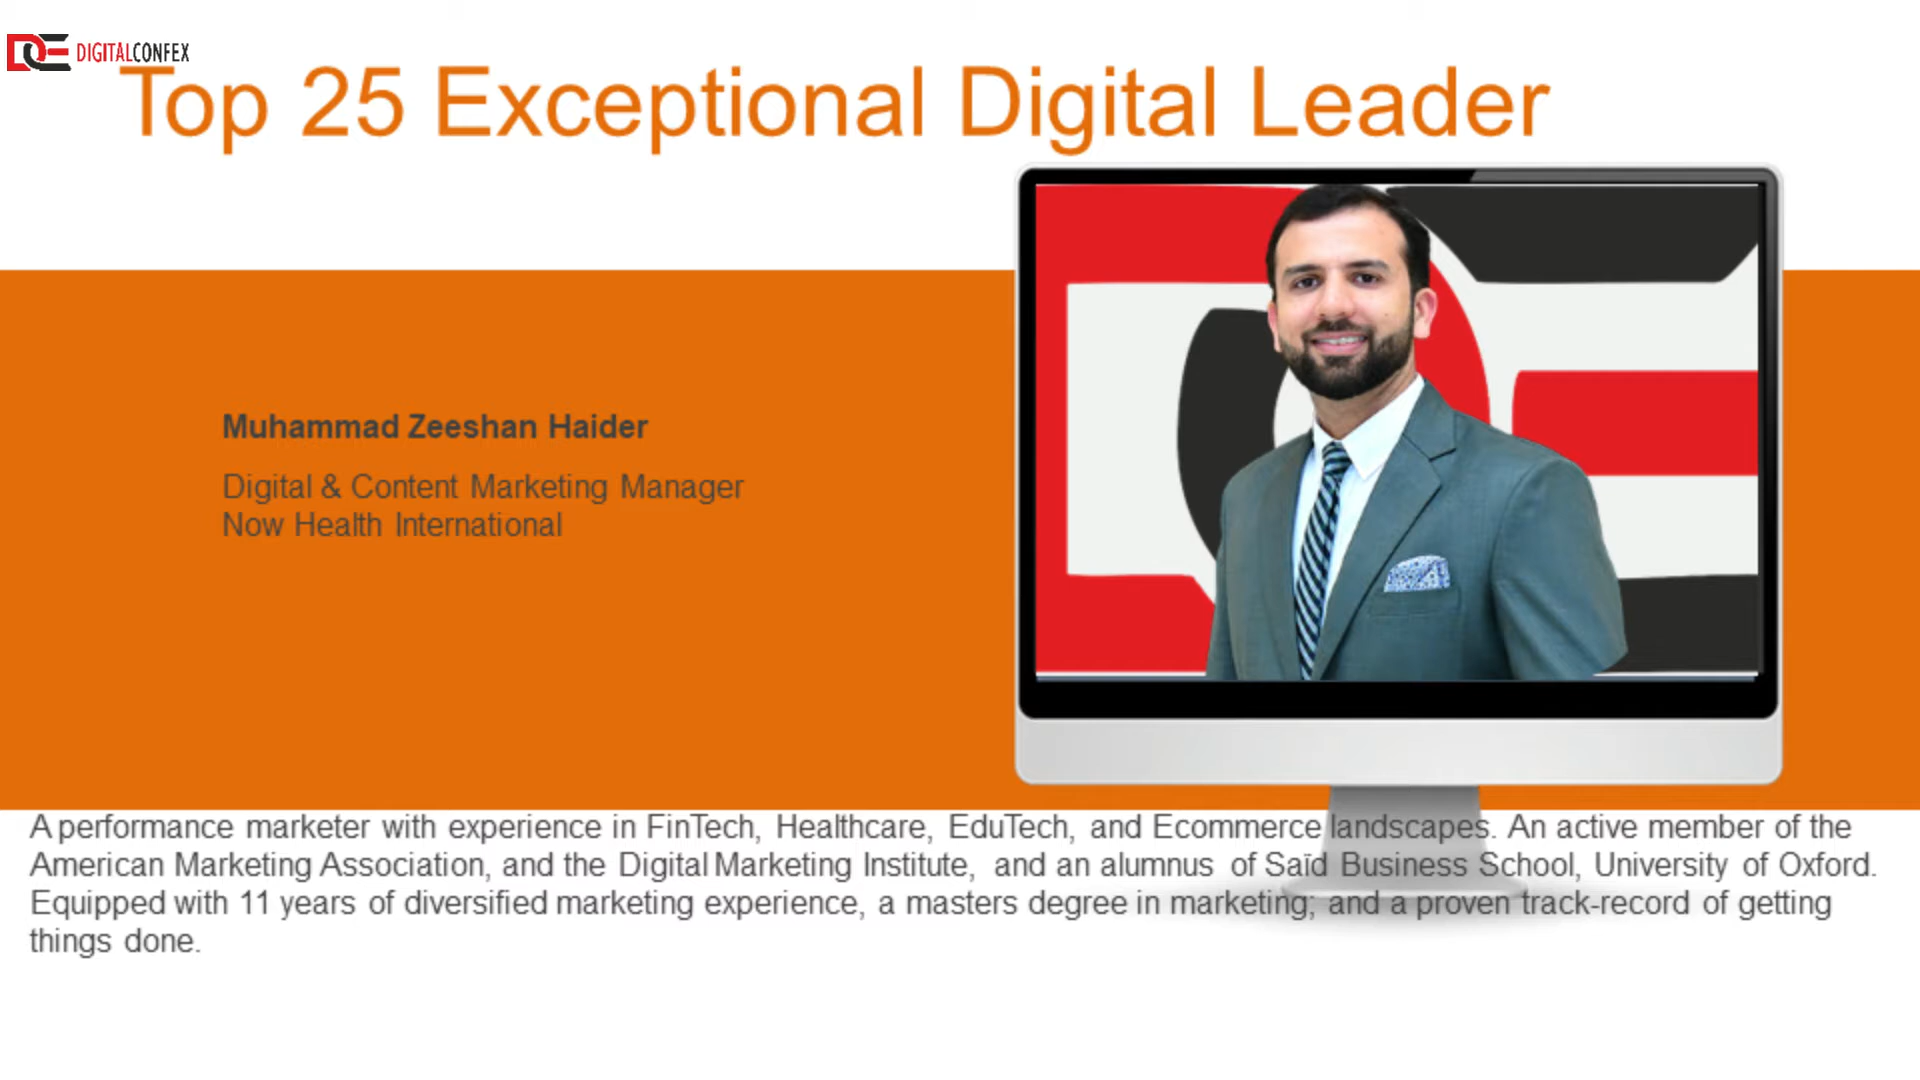 DIGITALCONFEX
Top 25 Exceptional Digital Leader
Muhammad Zeeshan Haider
Digital & Content Marketing Manager
Now Health International
A performance marketer with experience in FinTech, Healthcare, EduTech, and Ecommerce landscapes. An active member of the
American Marketing Association, and the Digital Marketing Institute, and an alumnus of Saïd Business School, University of Oxford.
Equipped with 11 years of diversified marketing experience, a masters degree in marketing; and a proven track-record of getting
things done.